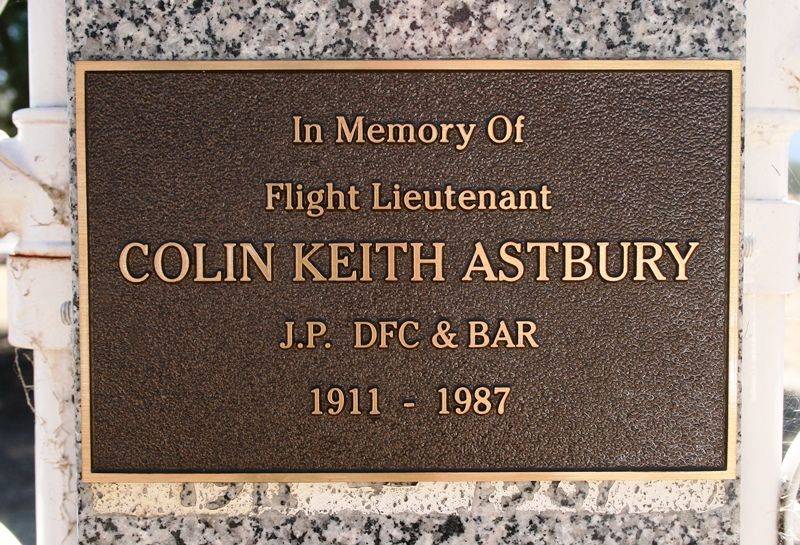 In Memory Of
Flight Lieutenant
COLIN KEITH ASTBURY
J.P. DFC & BAR
1911 - 1987